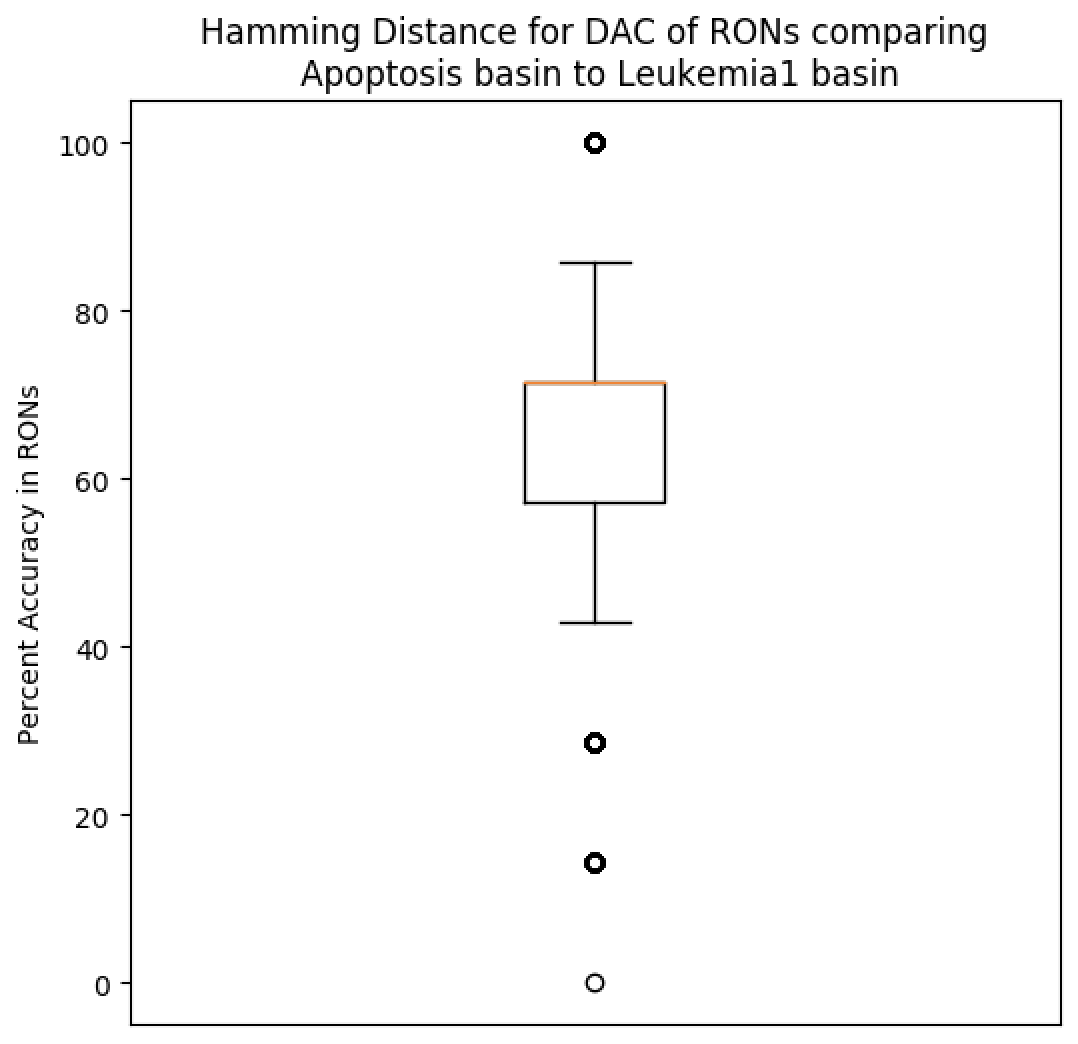 Hamming Distance for DAC of RONs comparing
Apoptosis basin to Leukemia1 basin
100
80
60
40
20
0
Percent Accuracy in RONs